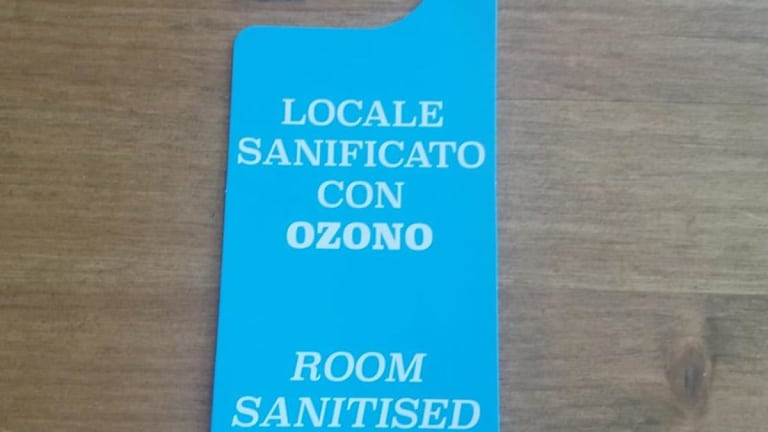 LOCALE
SANIFICATO
CON
OZONO
ROOM
SANITISED